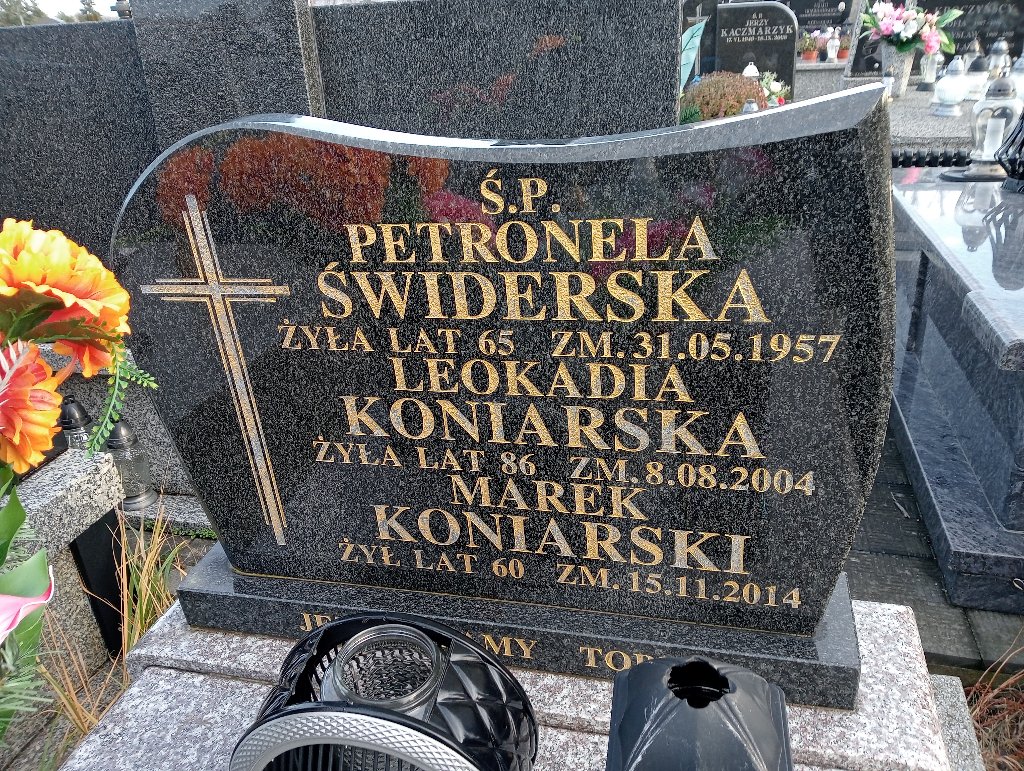 Ś.P.
PETRONELA
ŚWIDERSKA
ŻYŁA LAT 65 ZM. 31.05.1957
LEOKADIA
KONIARSKA
ŻYŁA LAT 86 ZM. 8.08.2004
MAREK
KONIARSKI
ŻYŁ LAT 60 ZM. 15.11.2014
Ś P
JERZY
KACZMARZYK